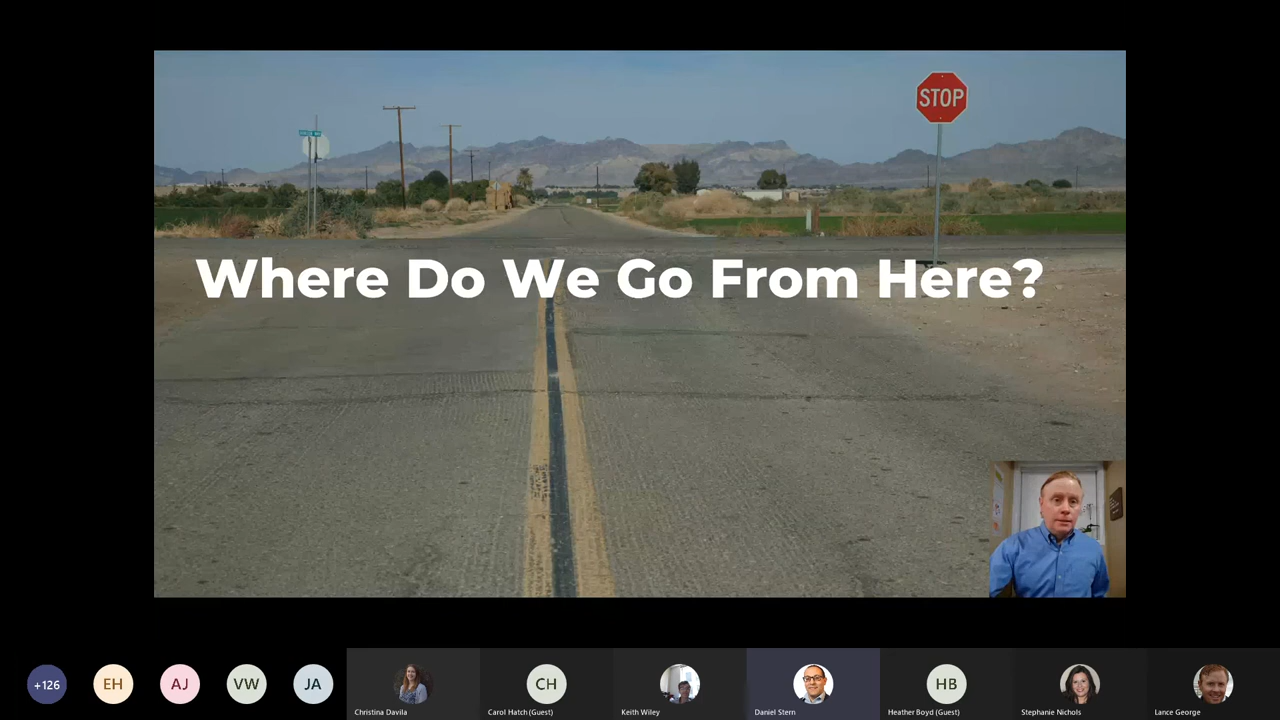 STOP
Where Do We Go From Here?
+126
EH
AJ
VW
JA
CH
HB
Christina Davila
Carol Hatch (Guest)
Keith Wiley
Daniel Stern
Heather Boyd (Guest)
Stephanie Nichols
Lance George